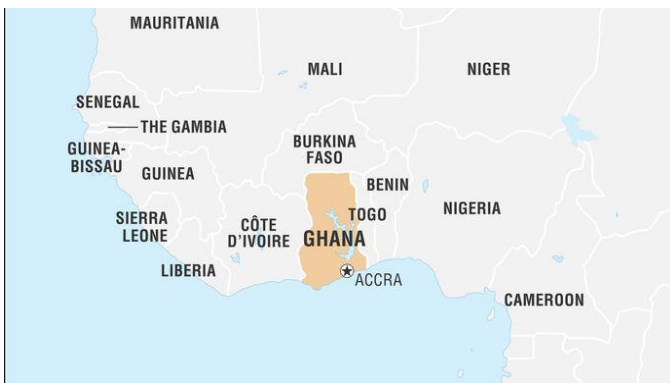 MAURITANIA
MALI
NIGER
SENEGAL
THE GAMBIA
GUINEA-
BISSAU
GUINEA
BURKINA
FASO
BENIN
NIGERIA
TOGO
SIERRA
LEONE
CÔTE
D'IVOIRE
GHANA
LIBERIA
ACCRA
CAMEROON